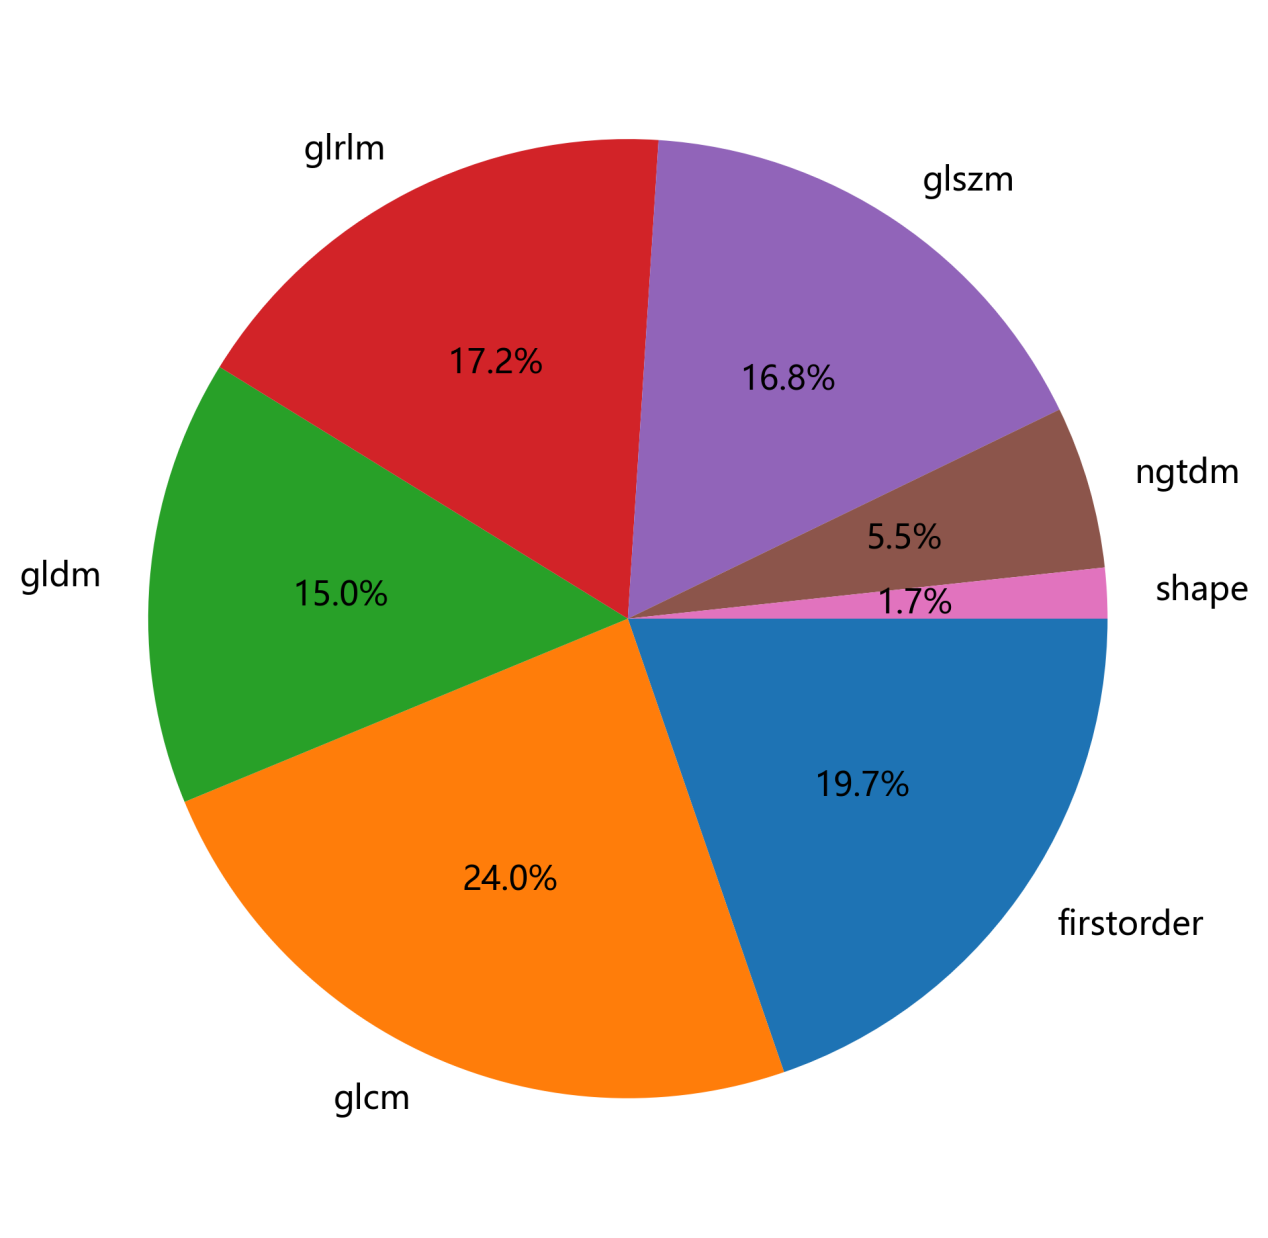 glrlm
glszm
17.2%
16.8%
ngtdm
5.5%
gldm
15.0%
shape
1.7%
19.7%
24.0%
firstorder
glcm